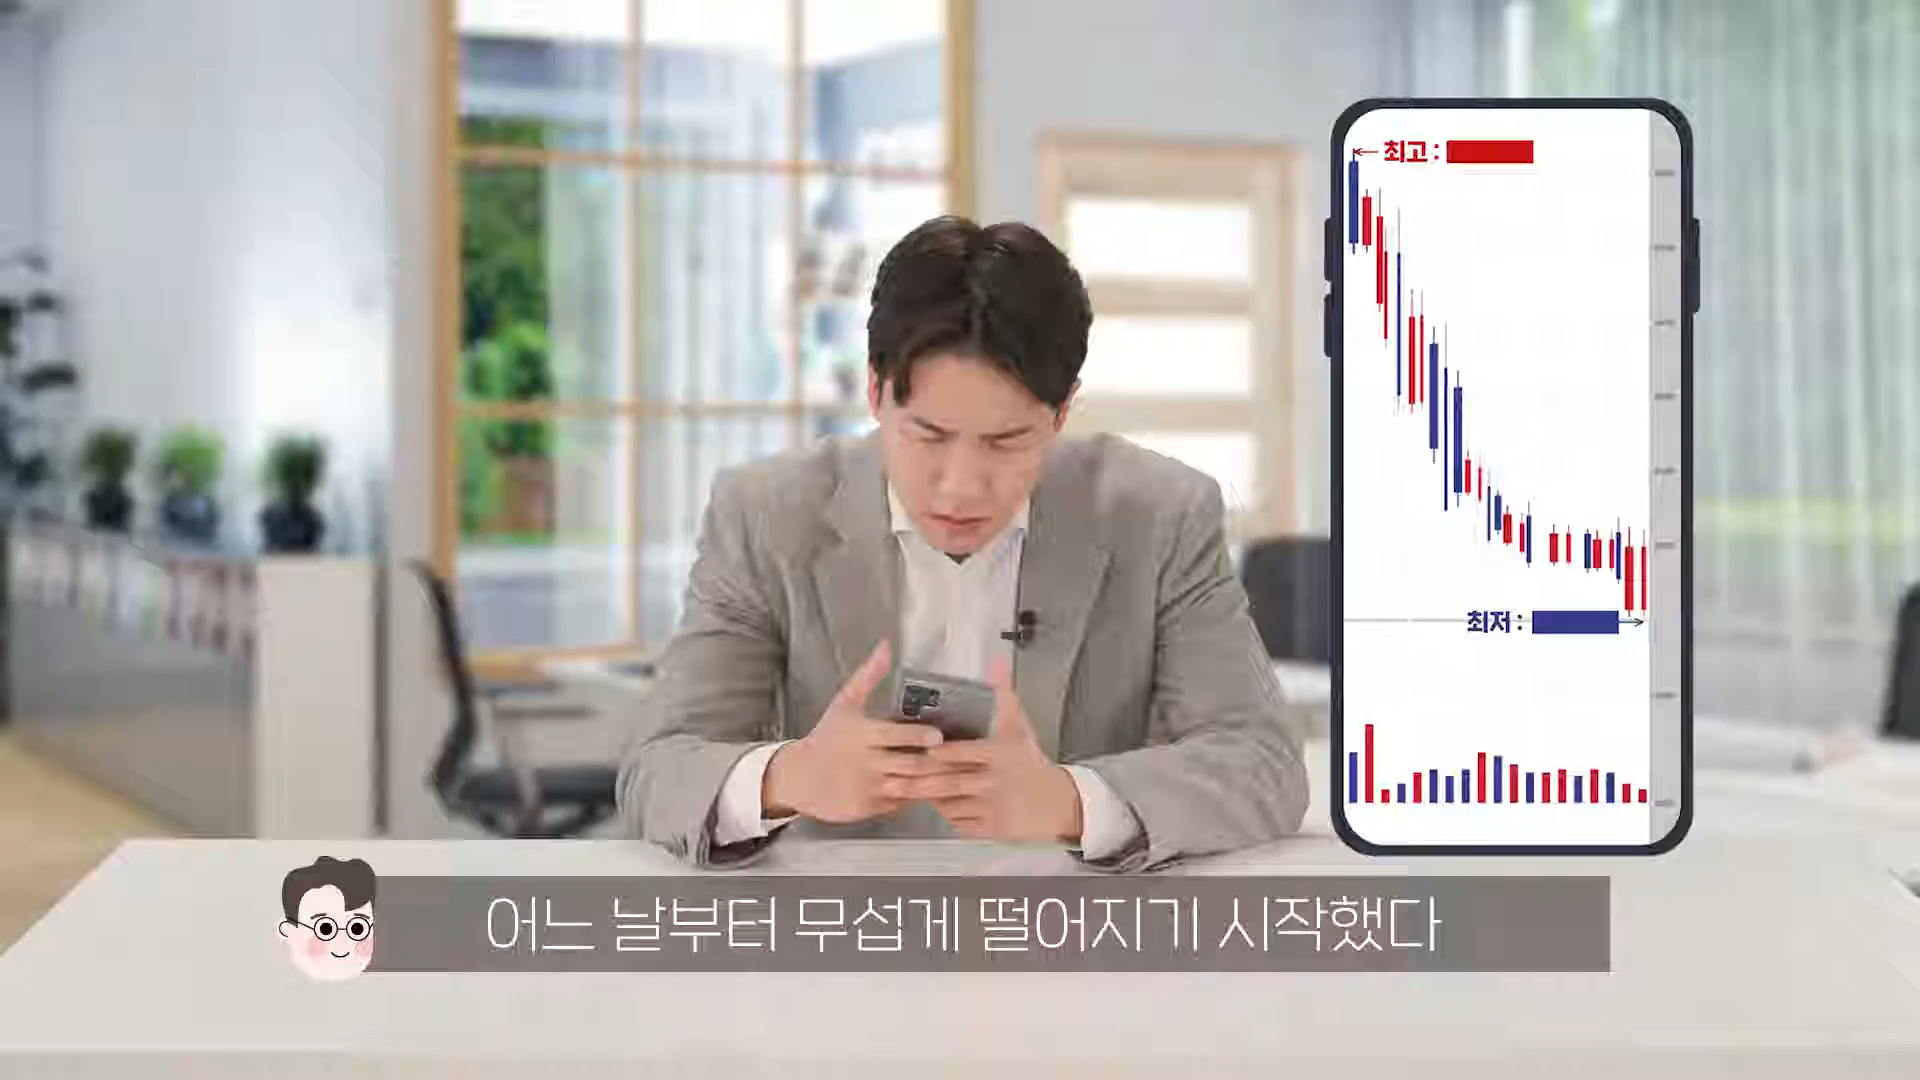 최고 :
최저 :
어느 날부터 무섭게 떨어지기 시작했다